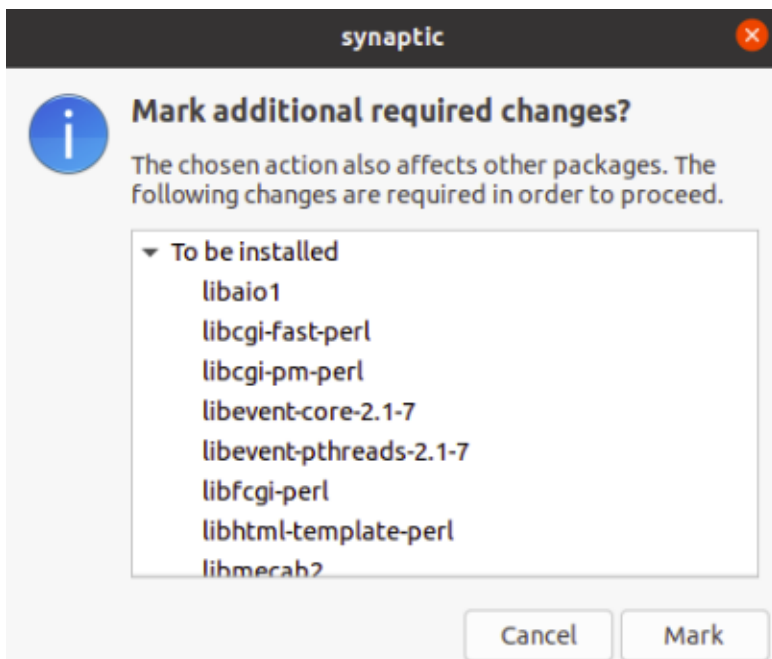 synaptic
Mark additional required changes?
The chosen action also affects other packages. The
following changes are required in order to proceed.
To be installed
libaio1
libcgi-fast-perl
libcgi-pm-perl
libevent-core-2.1-7
libevent-pthreads-2.1-7
libfcgi-perl
libhtml-template-perl
libmecab2
Cancel Mark